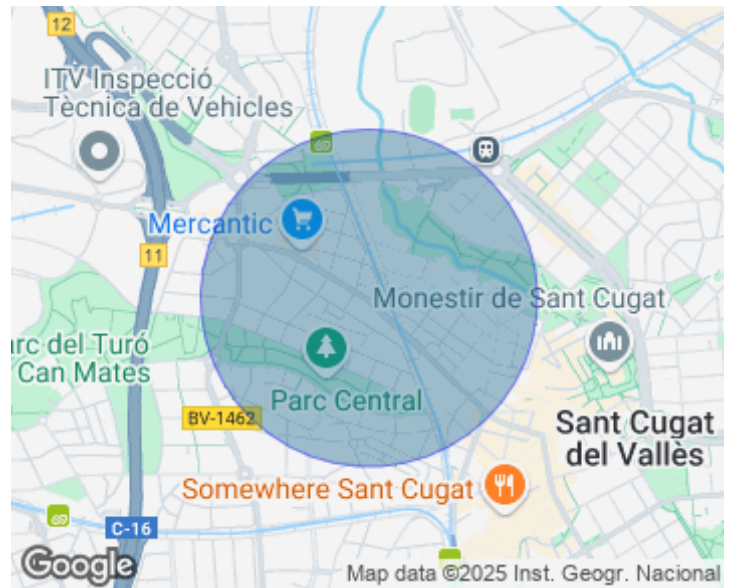 12
ITV Inspecció
Tècnica de Vehicles
Mercantic
11
Monestir de Sant Cugat
arc del Turó
Can Mates
Parc Central
BV-1462
Sant Cugat
del Vallès
Somewhere Sant Cugat
C-16
Google
Map data ©2025 Inst. Geogr. Nacional